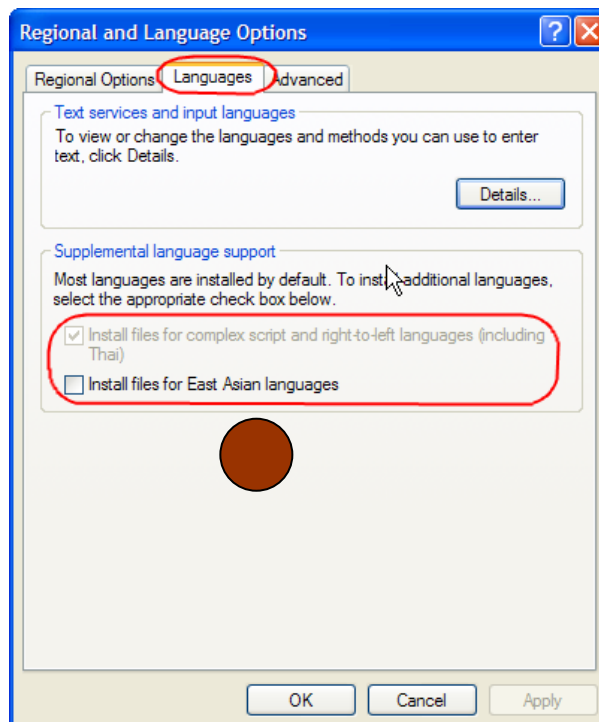 Regional and Language Options
Regional Options Languages Advanced
Text services and input languages
To view or change the languages and methods you can use to enter
text, click Details.
Details...
Supplemental language support
Most languages are installed by default. To install additional languages,
select the appropriate check box below.
Install files for complex script and right-to-left languages (including
Thai)
Install files for East Asian languages
OK Cancel Apply